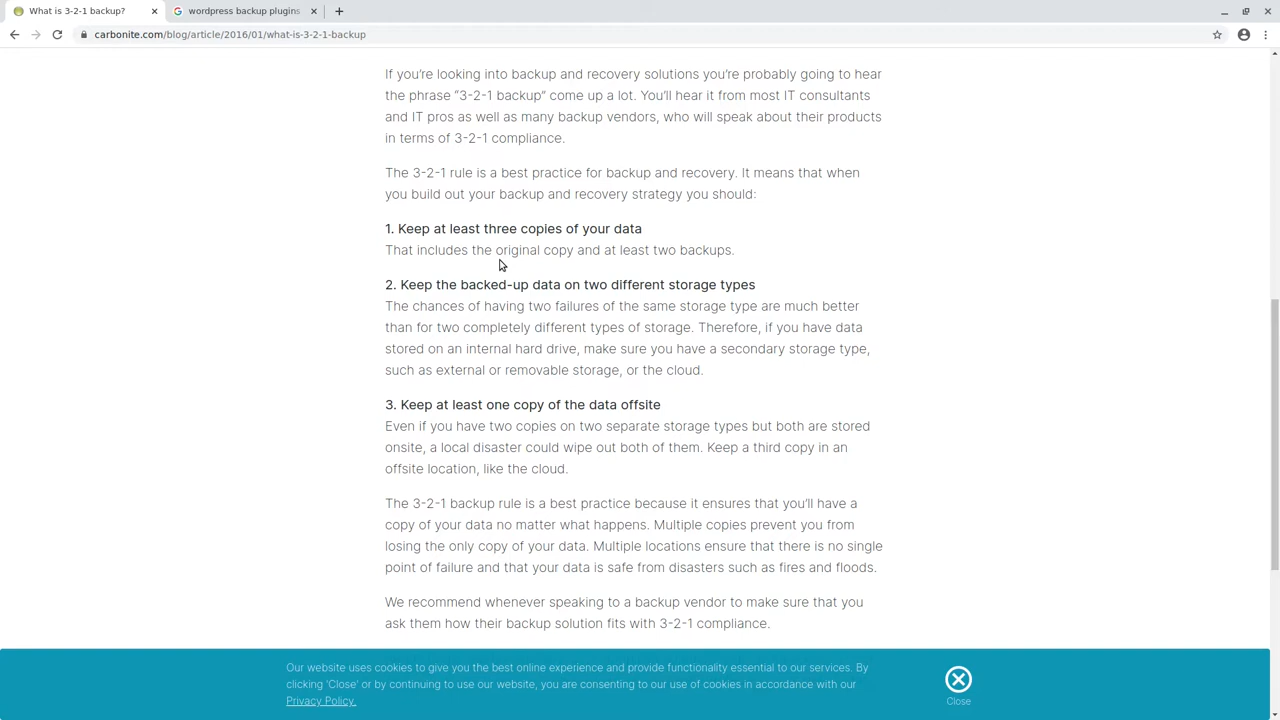 What is 3-2-1 backup?
wordpress backup plugins
carbonite.com/blog/article/2016/01/what-is-3-2-1-backup
If you’re looking into backup and recovery solutions you’re probably going to hear
the phrase “3-2-1 backup” come up a lot. You’ll hear it from most IT consultants
and IT pros as well as many backup vendors, who will speak about their products
in terms of 3-2-1 compliance.
The 3-2-1 rule is a best practice for backup and recovery. It means that when
you build out your backup and recovery strategy you should:
1. Keep at least three copies of your data
That includes the original copy and at least two backups.
2. Keep the backed-up data on two different storage types
The chances of having two failures of the same storage type are much better
than for two completely different types of storage. Therefore, if you have data
stored on an internal hard drive, make sure you have a secondary storage type,
such as external or removable storage, or the cloud.
3. Keep at least one copy of the data offsite
Even if you have two copies on two separate storage types but both are stored
onsite, a local disaster could wipe out both of them. Keep a third copy in an
offsite location, like the cloud.
The 3-2-1 backup rule is a best practice because it ensures that you’ll have a
copy of your data no matter what happens. Multiple copies prevent you from
losing the only copy of your data. Multiple locations ensure that there is no single
point of failure and that your data is safe from disasters such as fires and floods.
We recommend whenever speaking to a backup vendor to make sure that you
ask them how their backup solution fits with 3-2-1 compliance.
Our website uses cookies to give you the best online experience and provide functionality essential to our services. By
clicking 'Close' or by continuing to use our website, you are consenting to our use of cookies in accordance with our
Privacy Policy.
Close